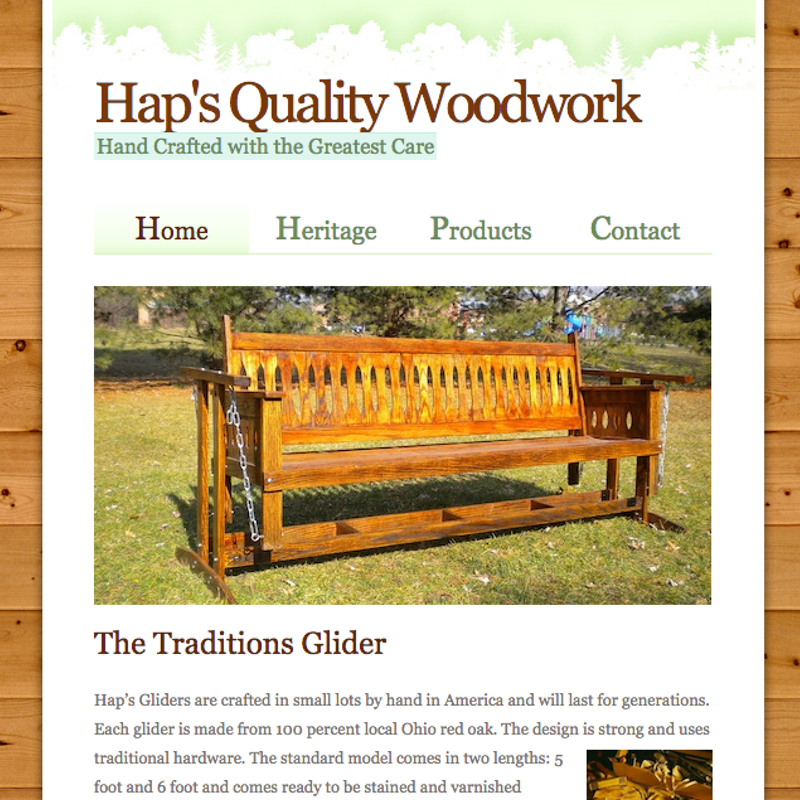 Hap's Quality Woodwork
Hand Crafted with the Greatest Care
Home Heritage Products Contact
The Traditions Glider
Hap’s Gliders are crafted in small lots by hand in America and will last for generations.
Each glider is made from 100 percent local Ohio red oak. The design is strong and uses
traditional hardware. The standard model comes in two lengths: 5
foot and 6 foot and comes ready to be stained and varnished